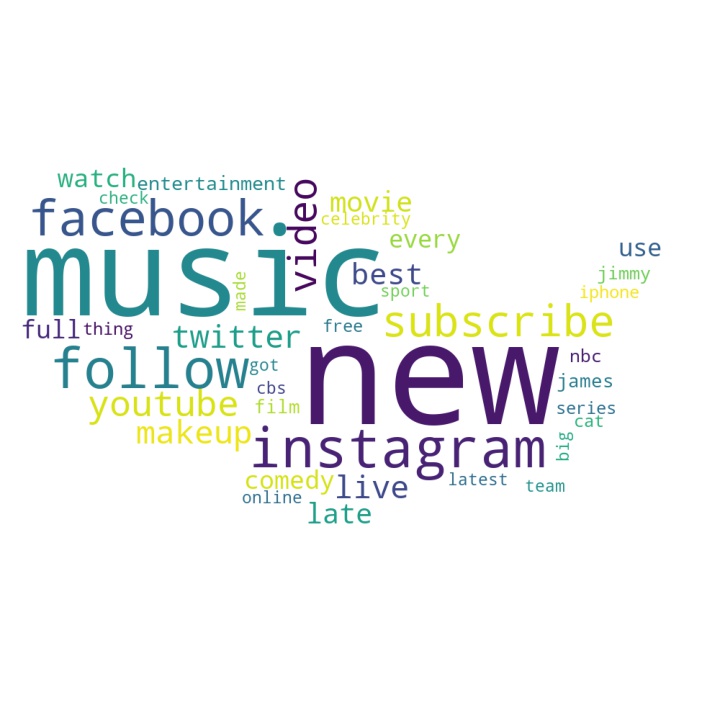 watch
entertainment
check
facebook
video
movie
celebrity
every
use
music
made
best
sport
jimmy
iphone
full
thing
twitter
free
subscribe
follow
got
new
nbc
youtube
cbs
film
james
series
makeup
instagram
big
cat
comedy
online
live
latest
team
late